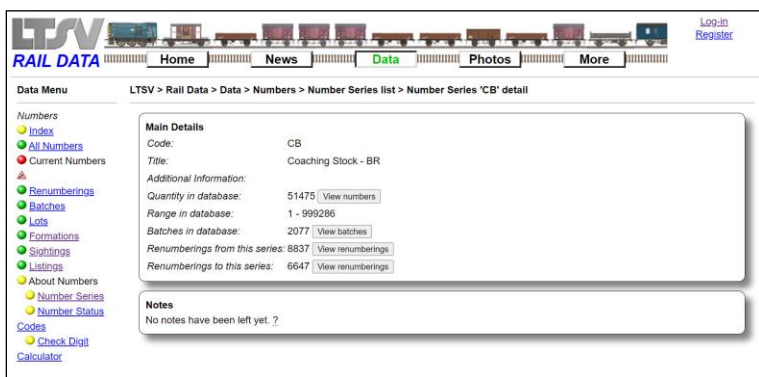 LTSV
RAIL DATA
Home News Data Photos More
Log-in
Register
Data Menu
LTSV > Rail Data > Data > Numbers > Number Series list > Number Series 'CB' detail
Numbers
Index
All Numbers
Current Numbers
Renumberings
Batches
Lots
Formations
Sightings
Listings
About Numbers
Number Series
Number Status
Codes
Check Digit
Calculator
Main Details
Code: CB
Title: Coaching Stock - BR
Additional Information:
Quantity in database: 51475 View numbers
Range in database: 1 - 999286
Batches in database: 2077 View batches
Renumberings from this series: 8837 View renumberings
Renumberings to this series: 6647 View renumberings
Notes
No notes have been left yet. ?